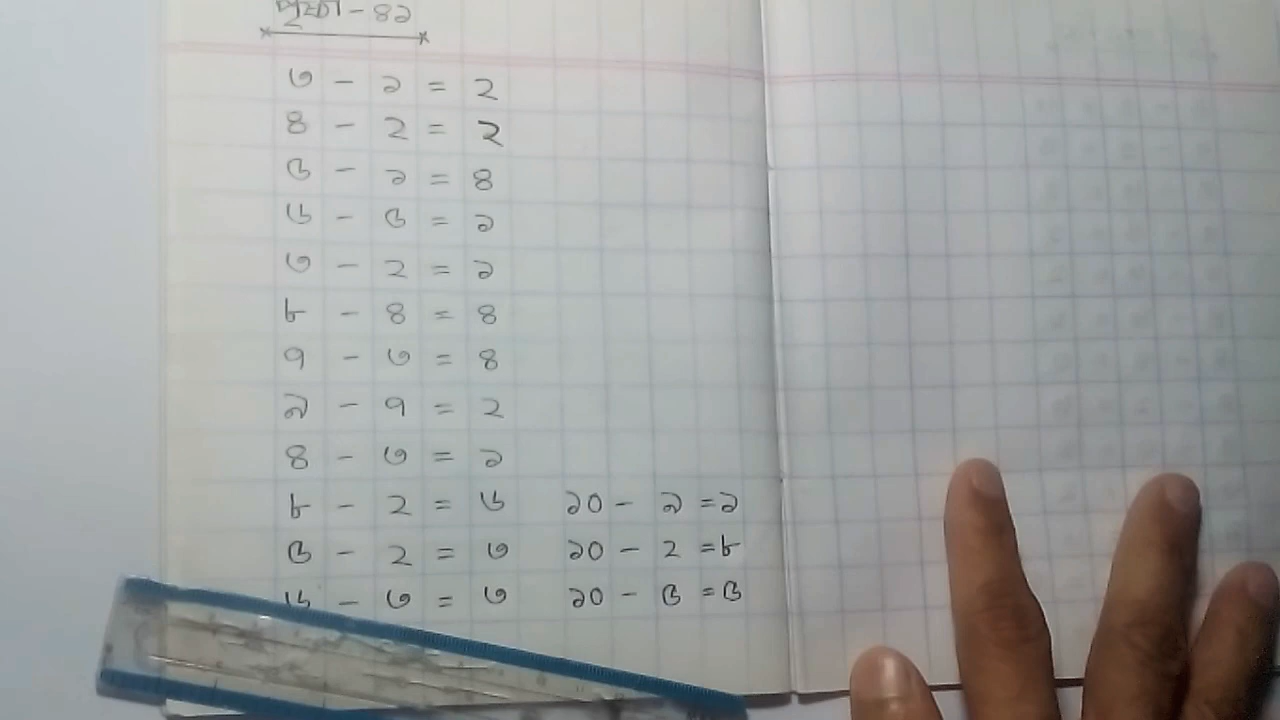 পৃষ্ঠা - ৪১
৩ - ১ = ২
৪ - ২ = ২
৫ - ১ = ৪
৬ - ৫ = ১
৩ - ২ = ১
৮ - ৪ = ৪
৭ - ৩ = ৪
৯ - ৭ = ২
৪ - ৩ = ১
৮ - ২ = ৬
৫ - ২ = ৩
৬ - ৩ = ৩
১০ - ৯ = ১
১০ - ২ = ৮
১০ - ৫ = ৫